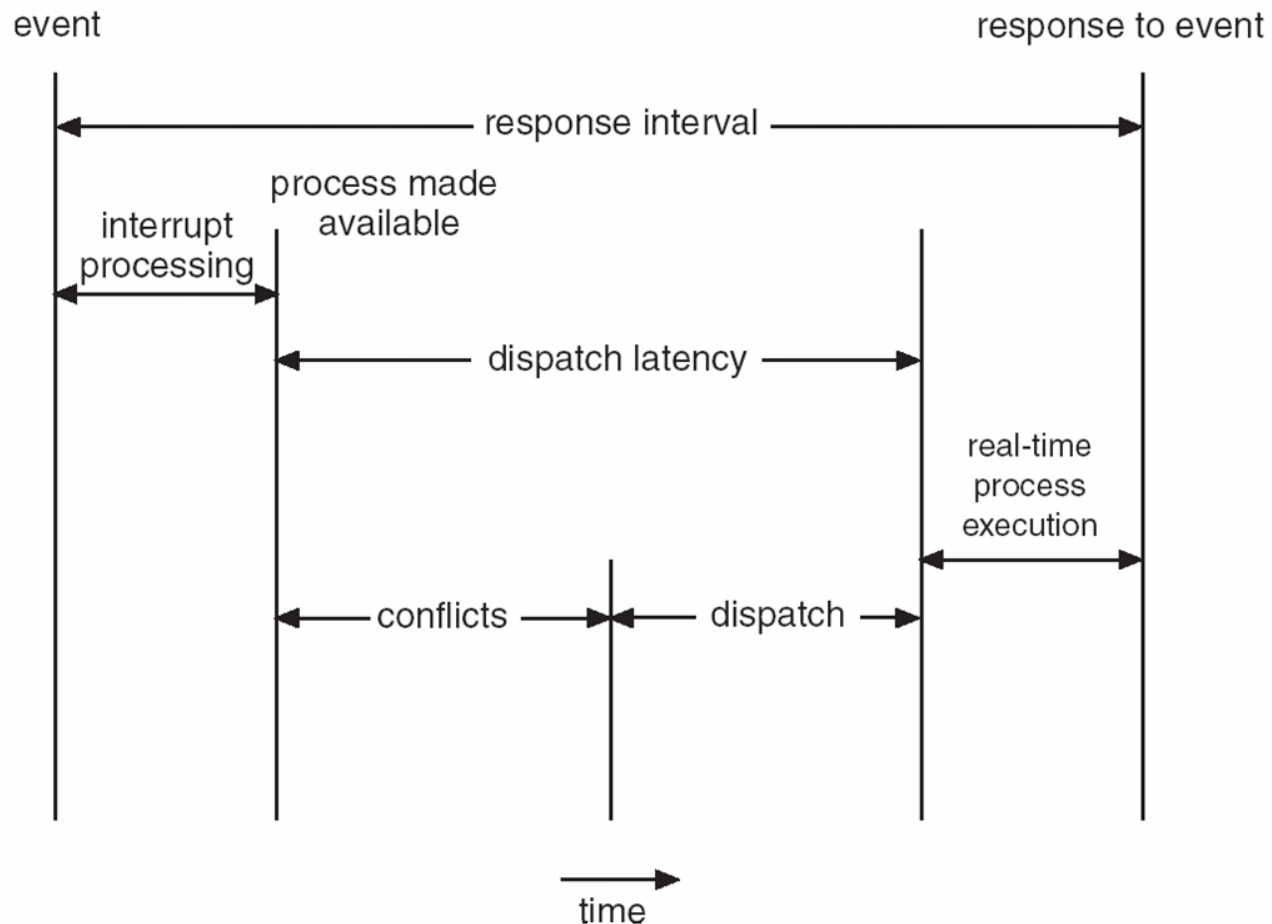 event
response to event
response interval
process made
available
interrupt
processing
dispatch latency
real-time
process
execution
conflicts
dispatch
time